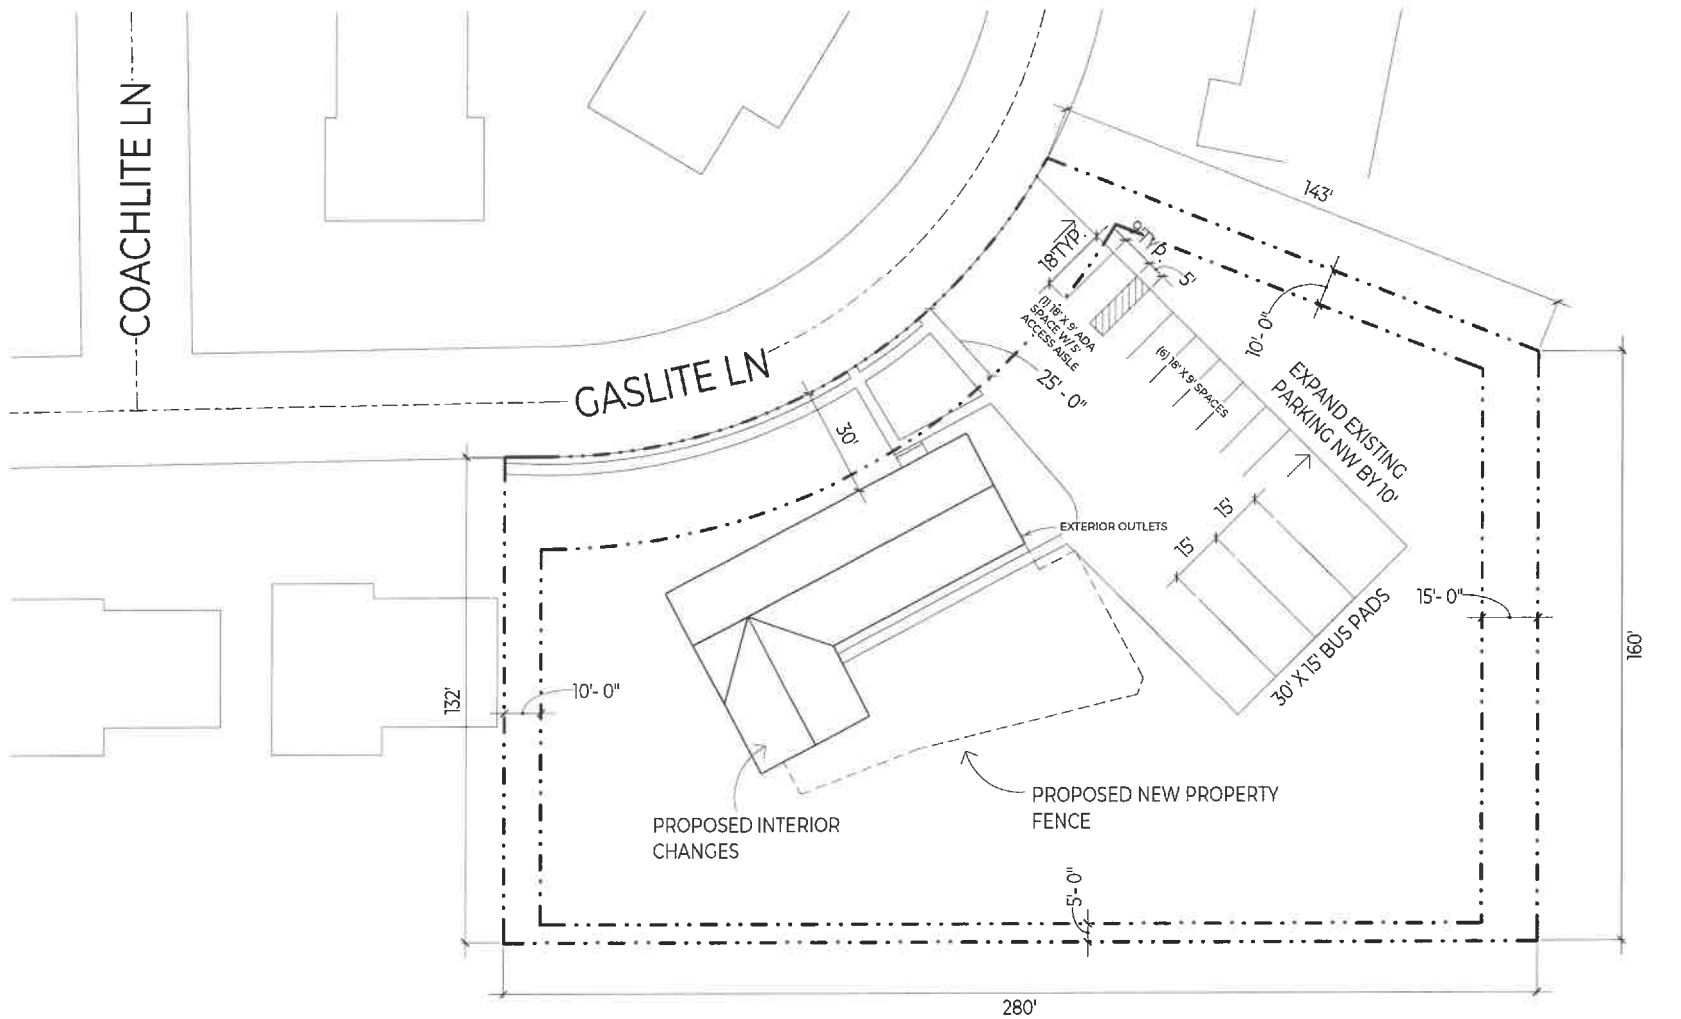 COACHLITE LN
GASLITE LN
143'
18' TYP.
9' TYP.
5'
(1) 18' X 9' ADA
SPACE W/ 5'
ACCESS AISLE
(6) 18' X 9' SPACES
10'- 0"
25'- 0"
30'
EXPAND EXISTING
PARKING NW BY 10'
EXTERIOR OUTLETS
15'
15'
30' X 15' BUS PADS
15'- 0"
160'
132'
10'- 0"
PROPOSED INTERIOR
CHANGES
PROPOSED NEW PROPERTY
FENCE
5'- 0"
280'